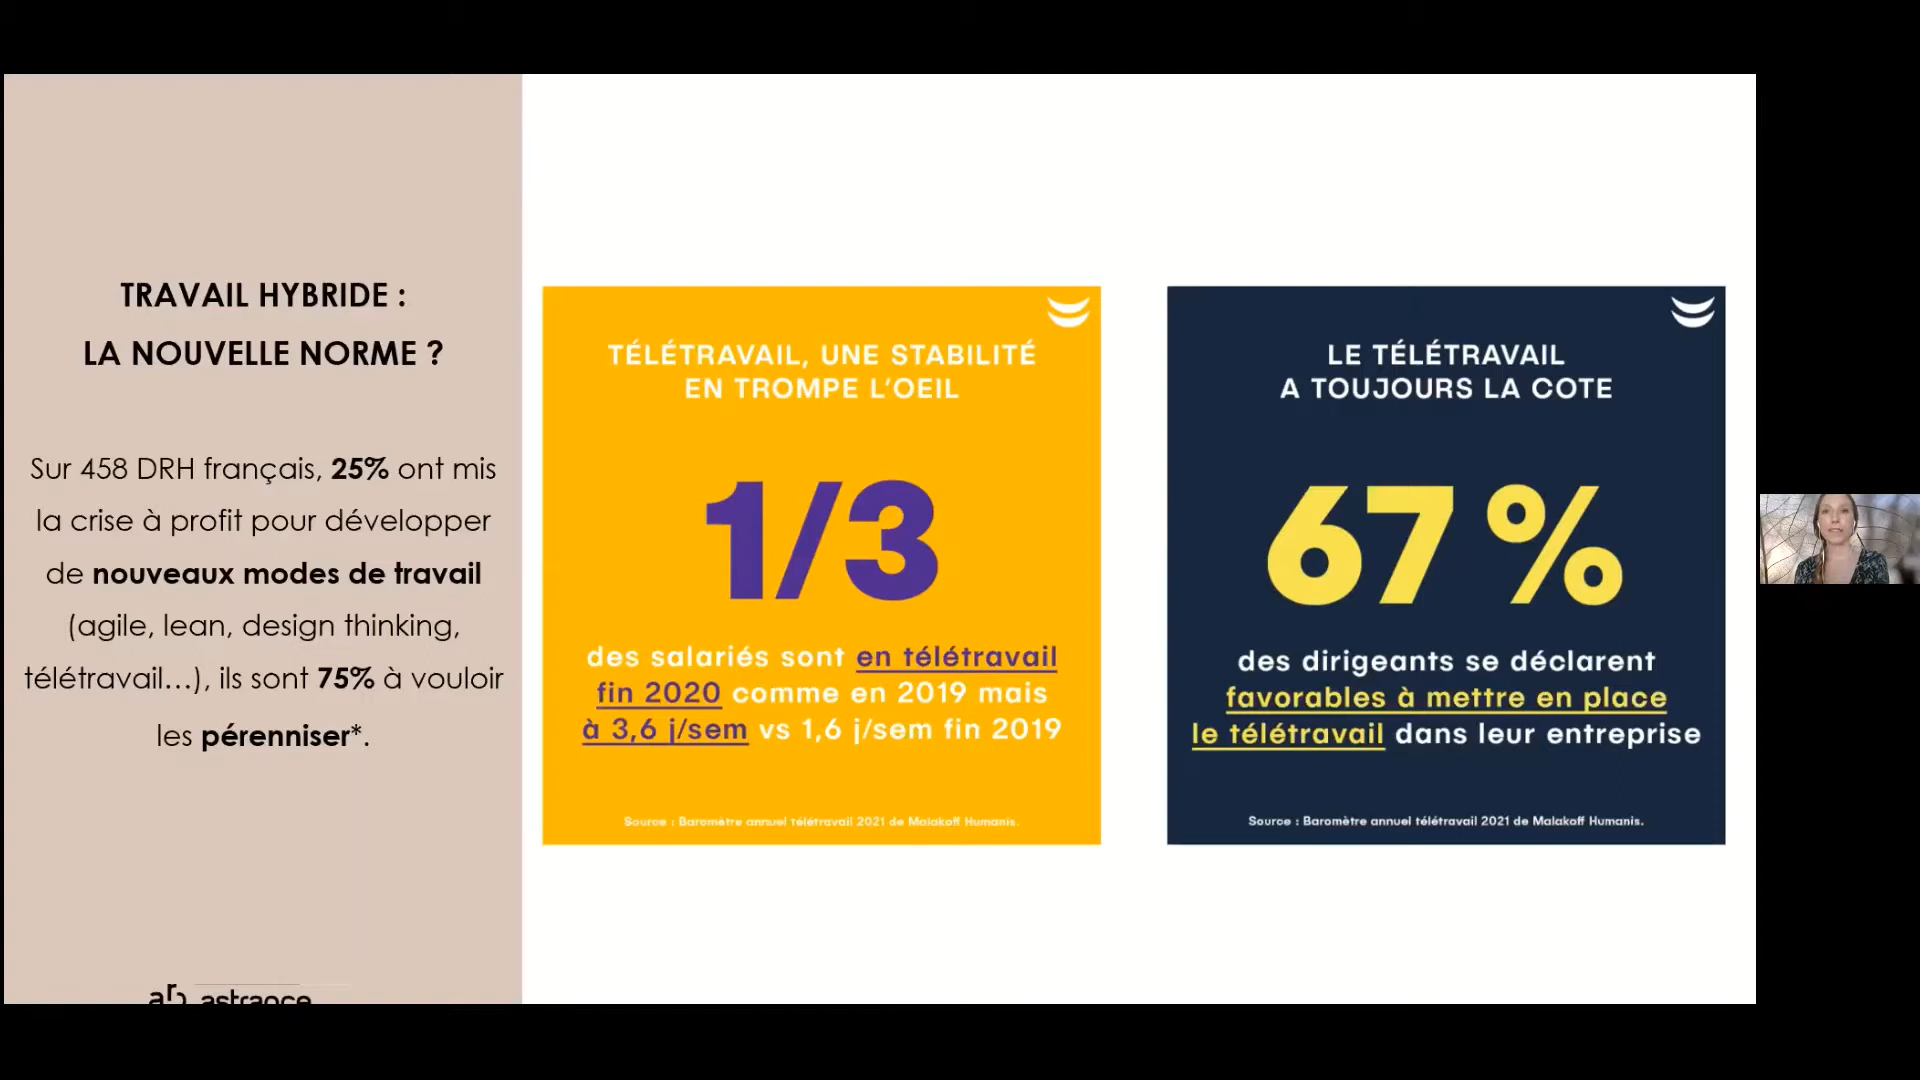 TRAVAIL HYBRIDE :
LA NOUVELLE NORME ?
Sur 458 DRH français, 25% ont mis
la crise à profit pour développer
de nouveaux modes de travail
(agile, lean, design thinking,
télétravail...), ils sont 75% à vouloir
les pérenniser*.
TÉLÉTRAVAIL, UNE STABILITÉ
EN TROMPE L'OEIL
1/3
des salariés sont en télétravail
fin 2020 comme en 2019 mais
à 3,6 j/sem vs 1,6 j/sem fin 2019
Source : Baromètre annuel télétravail 2021 de Malakoff Humanis.
LE TÉLÉTRAVAIL
A TOUJOURS LA COTE
67 %
des dirigeants se déclarent
favorables à mettre en place
le télétravail dans leur entreprise
Source : Baromètre annuel télétravail 2021 de Malakoff Humanis.